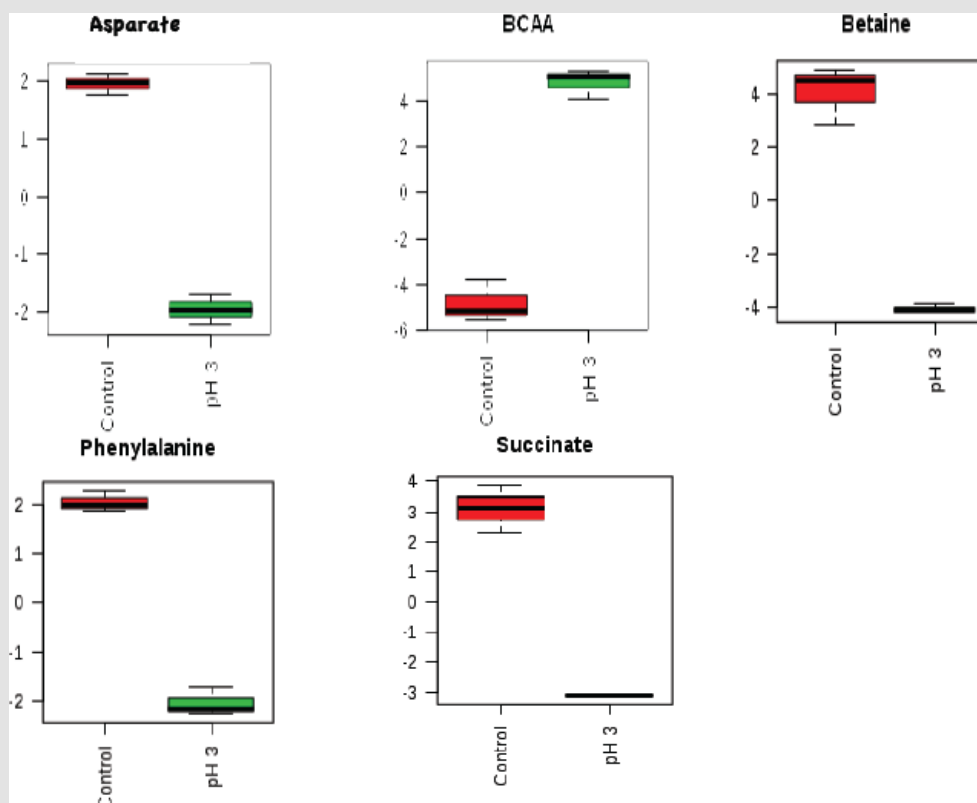 Asparate
BCAA
Betaine
2
1
0
-1
-2
Control
pH 3
4
2
0
-2
-4
-6
Control
pH 3
4
2
0
-2
-4
Control
pH 3
Phenylalanine
Succinate
2
1
0
-1
-2
Control
pH 3
4
3
2
1
0
-1
-2
-3
Control
pH 3